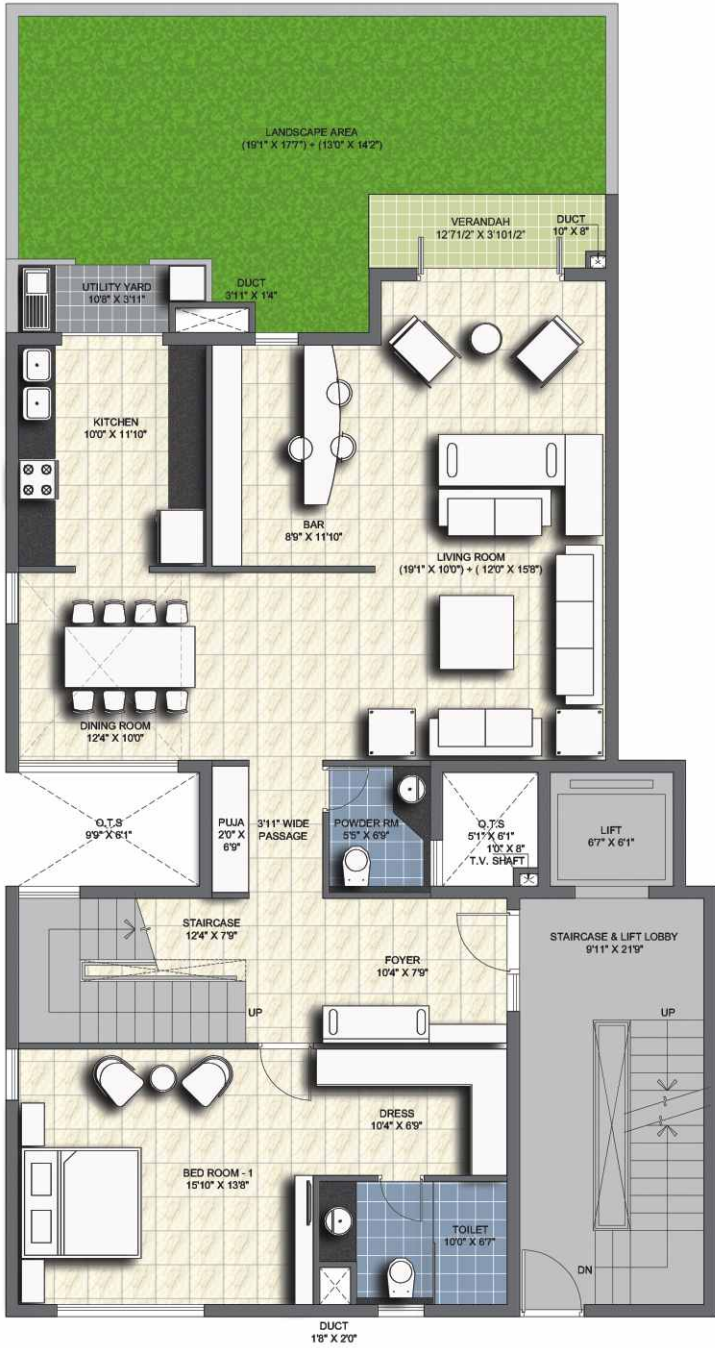 LANDSCAPE AREA
(19'1" X 17'7") + (13'0" X 14'2")
VERANDAH
12'71/2" X 3'101/2"
DUCT
10" X 8"
UTILITY YARD
10'8" X 3'11"
DUCT
3'11" X 1'4"
KITCHEN
10'0" X 11'10"
BAR
8'9" X 11'10"
LIVING ROOM
(19'1" X 10'0") + ( 12'0" X 15'8")
DINING ROOM
12'4" X 10'0"
O.T.S
9'9" X 6'1"
PUJA
2'0" X
6'9"
3'11" WIDE
PASSAGE
POWDER RM.
5'5" X 6'9"
O.T.S
5'1" X 6'1"
1'0" X 8"
T.V. SHAFT
LIFT
6'7" X 6'1"
STAIRCASE
12'4" X 7'9"
FOYER
10'4" X 7'9"
STAIRCASE & LIFT LOBBY
9'11" X 21'9"
UP
UP
DRESS
10'4" X 6'9"
BED ROOM - 1
15'10" X 13'8"
TOILET
10'0" X 6'7"
DN
DUCT
1'8" X 2'0"